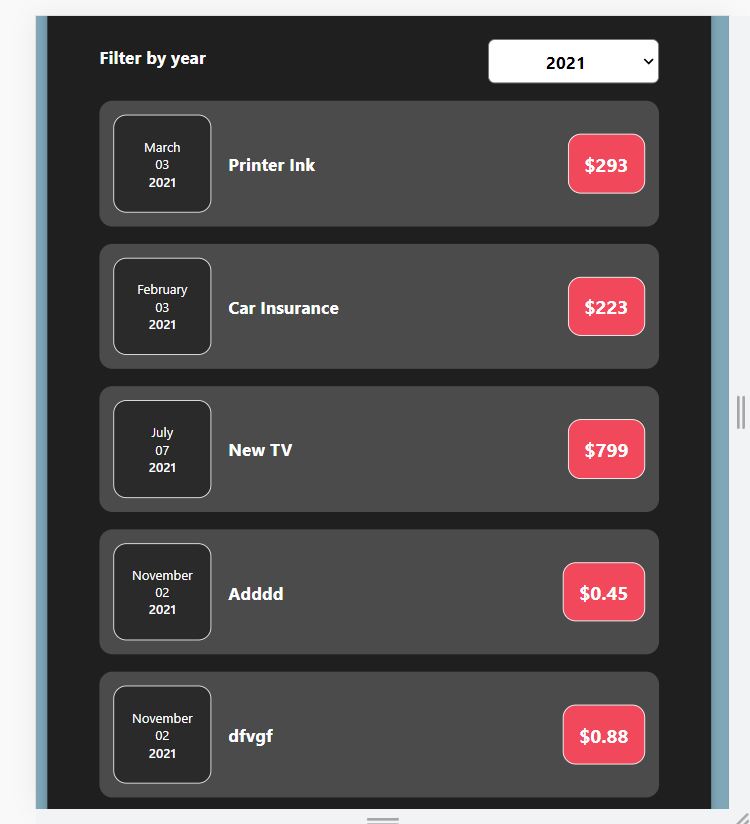 Filter by year
2021
March
03
2021
Printer Ink
$293
February
03
2021
Car Insurance
$223
July
07
2021
New TV
$799
November
02
2021
Adddd
$0.45
November
02
2021
dfvgf
$0.88